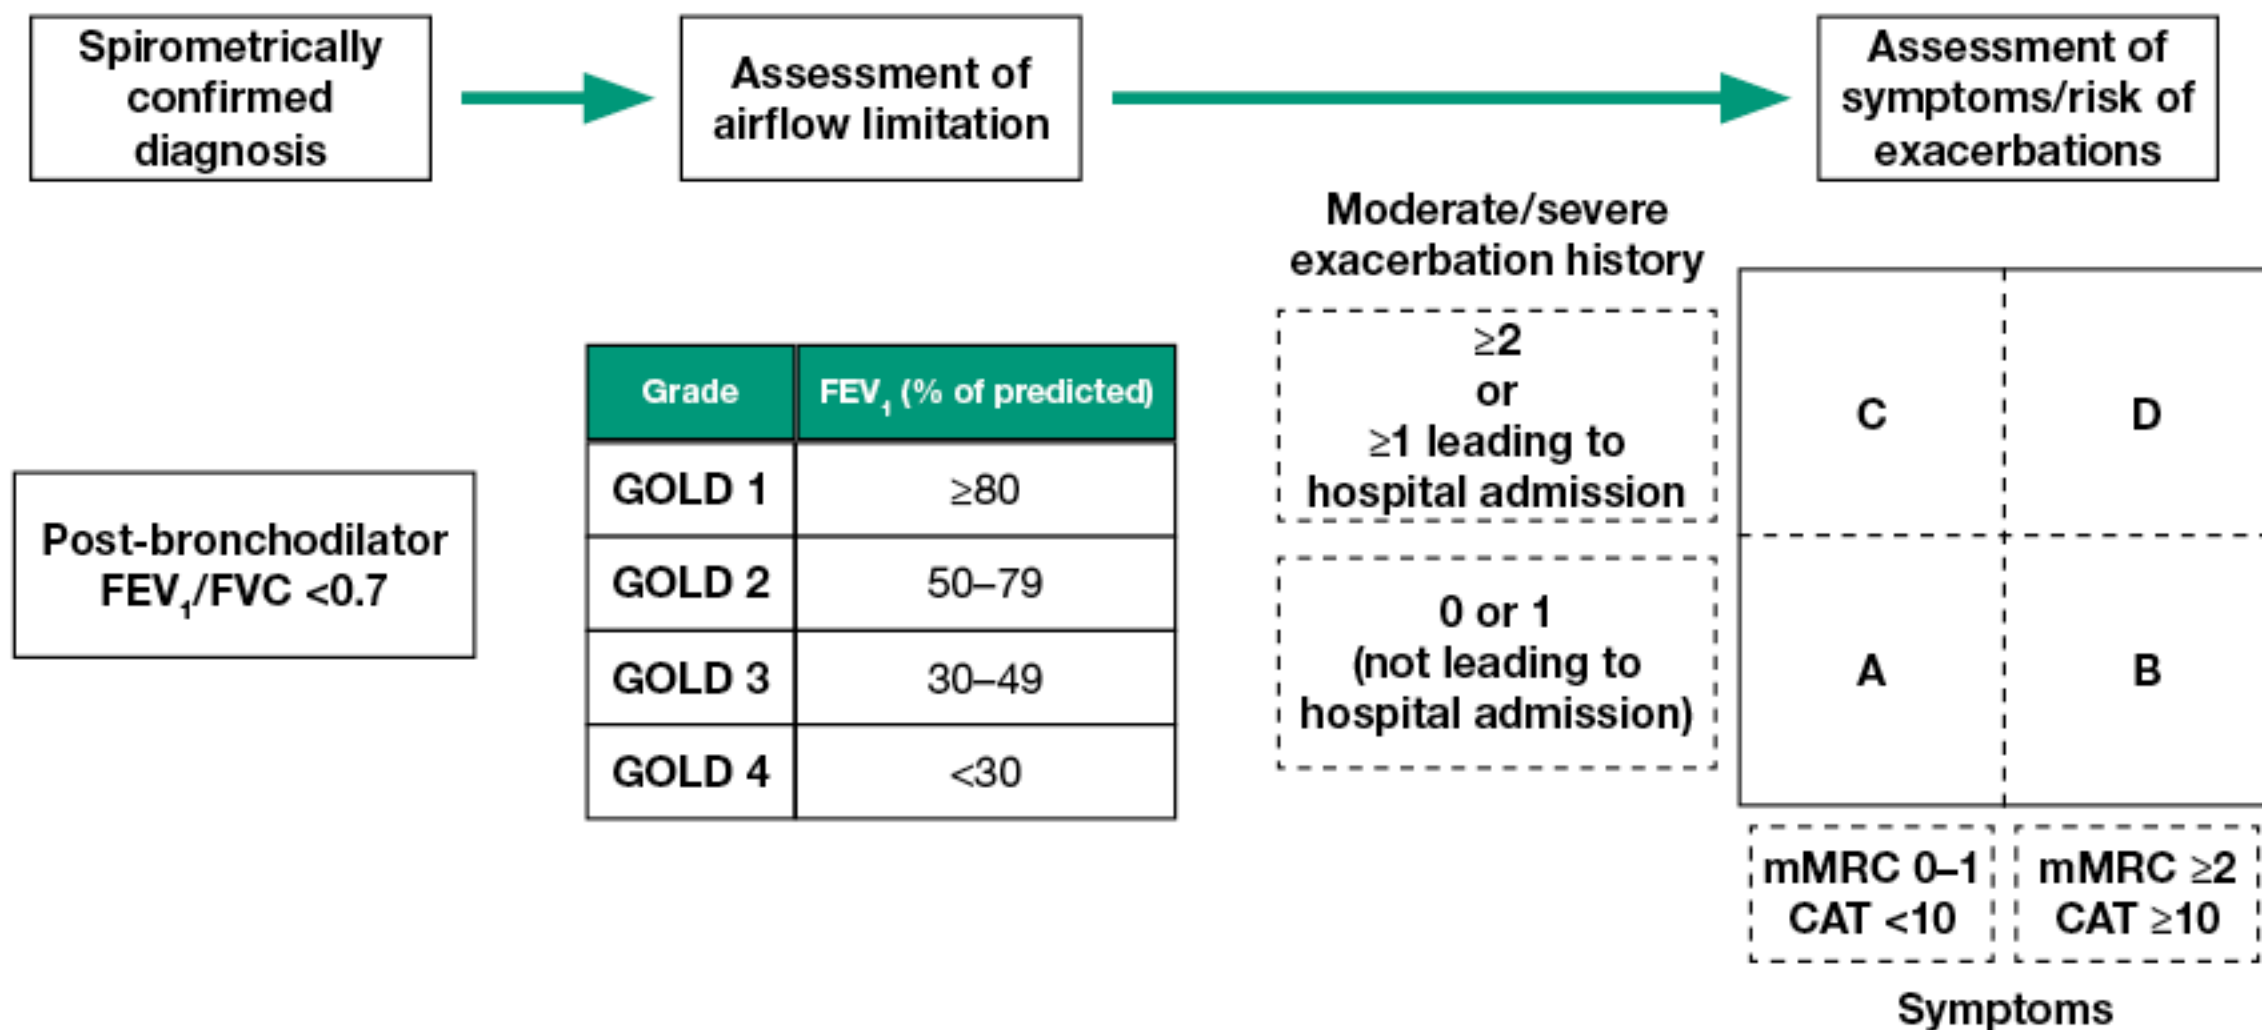 Spirometrically
confirmed
diagnosis
Assessment of
airflow limitation
Assessment of
symptoms/risk of
exacerbations
Post-bronchodilator
FEV₁/FVC <0.7
Grade FEV₁ (% of predicted)
GOLD 1 ≥80
GOLD 2 50–79
GOLD 3 30–49
GOLD 4 <30
Moderate/severe
exacerbation history
≥2
or
≥1 leading to
hospital admission
0 or 1
(not leading to
hospital admission)
C D
A B
mMRC 0–1
CAT <10
mMRC ≥2
CAT ≥10
Symptoms